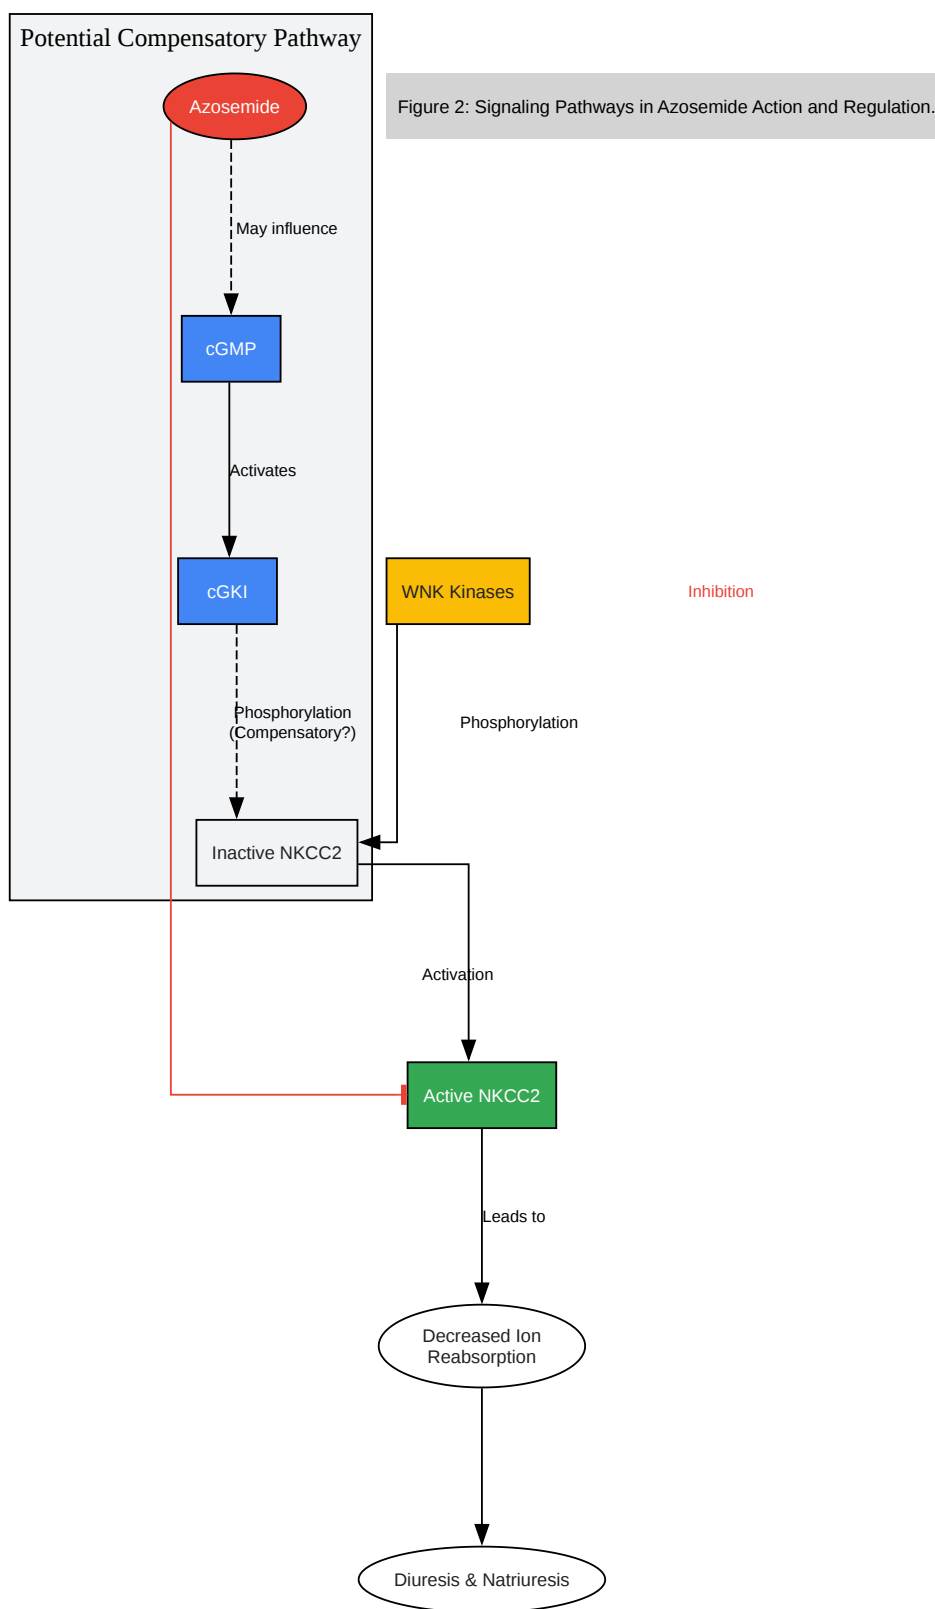 Potential Compensatory Pathway
Azosemide
Figure 2: Signaling Pathways in Azosemide Action and Regulation.
May influence
cGMP
Activates
cGKI
WNK Kinases
Inhibition
Phosphorylation
(Compensatory?)
Phosphorylation
Inactive NKCC2
Activation
Active NKCC2
Leads to
Decreased Ion
Reabsorption
Diuresis & Natriuresis